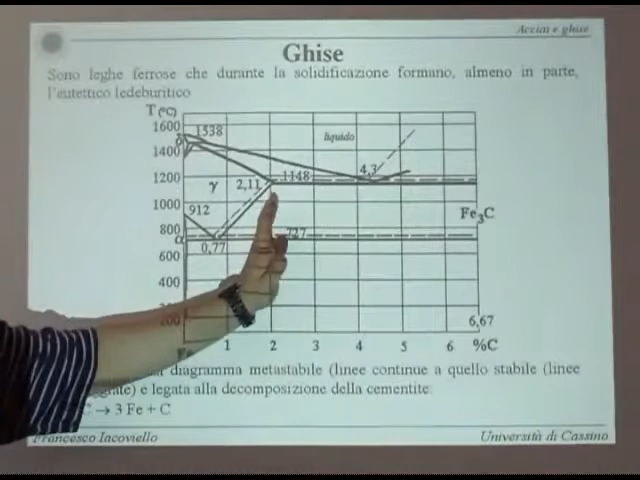 Acciai e ghise
Ghise
Sono leghe ferrose che durante la solidificazione formano, almeno in parte,
l'eutettico ledeburitico
T (°C)
1600
1538
δ
liquido
1400
4,3
1200
γ
2,11
1148
1000
912
Fe3C
800
727
α
0,77
600
400
200
6,67
Fe
1
2
3
4
5
6
%C
diagramma metastabile (linee continue a quello stabile (linee
e legata alla decomposizione della cementite:
C → 3 Fe + C
Francesco Iacoviello
Università di Cassino